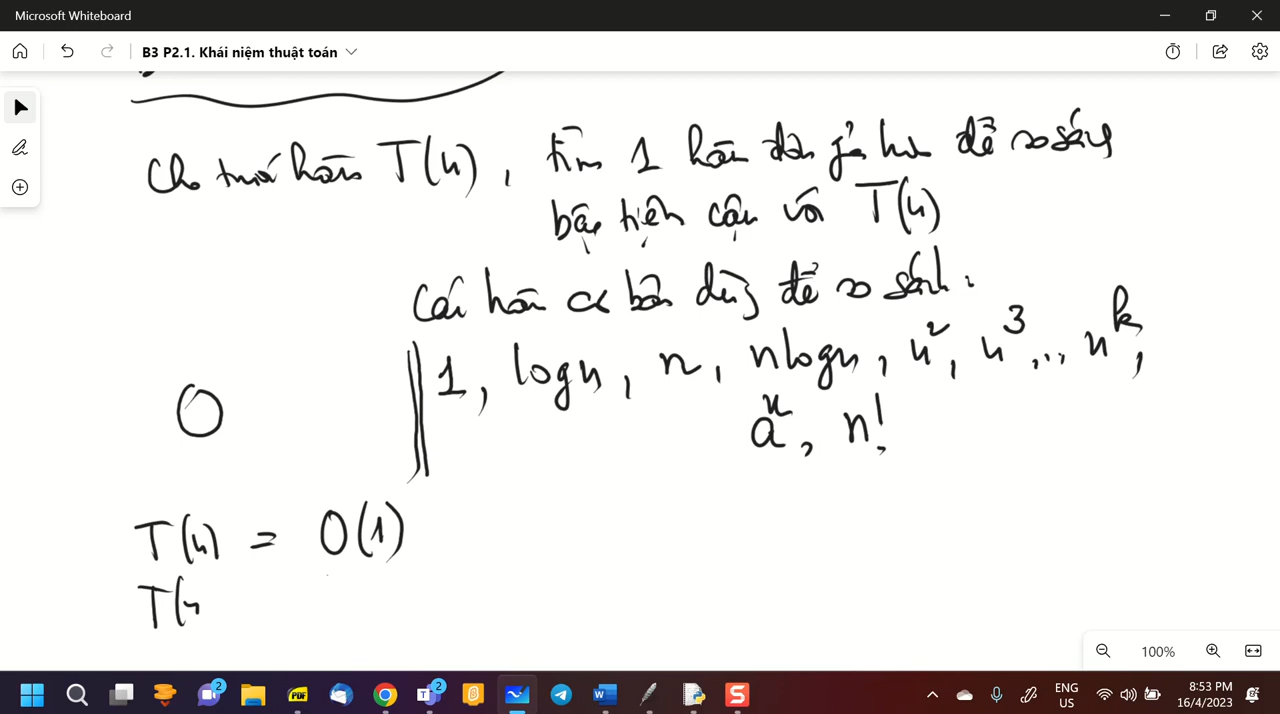 Microsoft Whiteboard
B3 P2.1. Khái niệm thuật toán
Cho trước hàm T(n), tìm 1 hàm đơn giản hơn để so sánh
bậc tiệm cận với T(n)
Các hàm cơ bản dùng để so sánh:
1, logn, n, nlogn, n², n³, ... n^k,
aⁿ, n!
O
T(n) = O(1)
T(n
100%
2
2
ENG
US
8:53 PM
16/4/2023